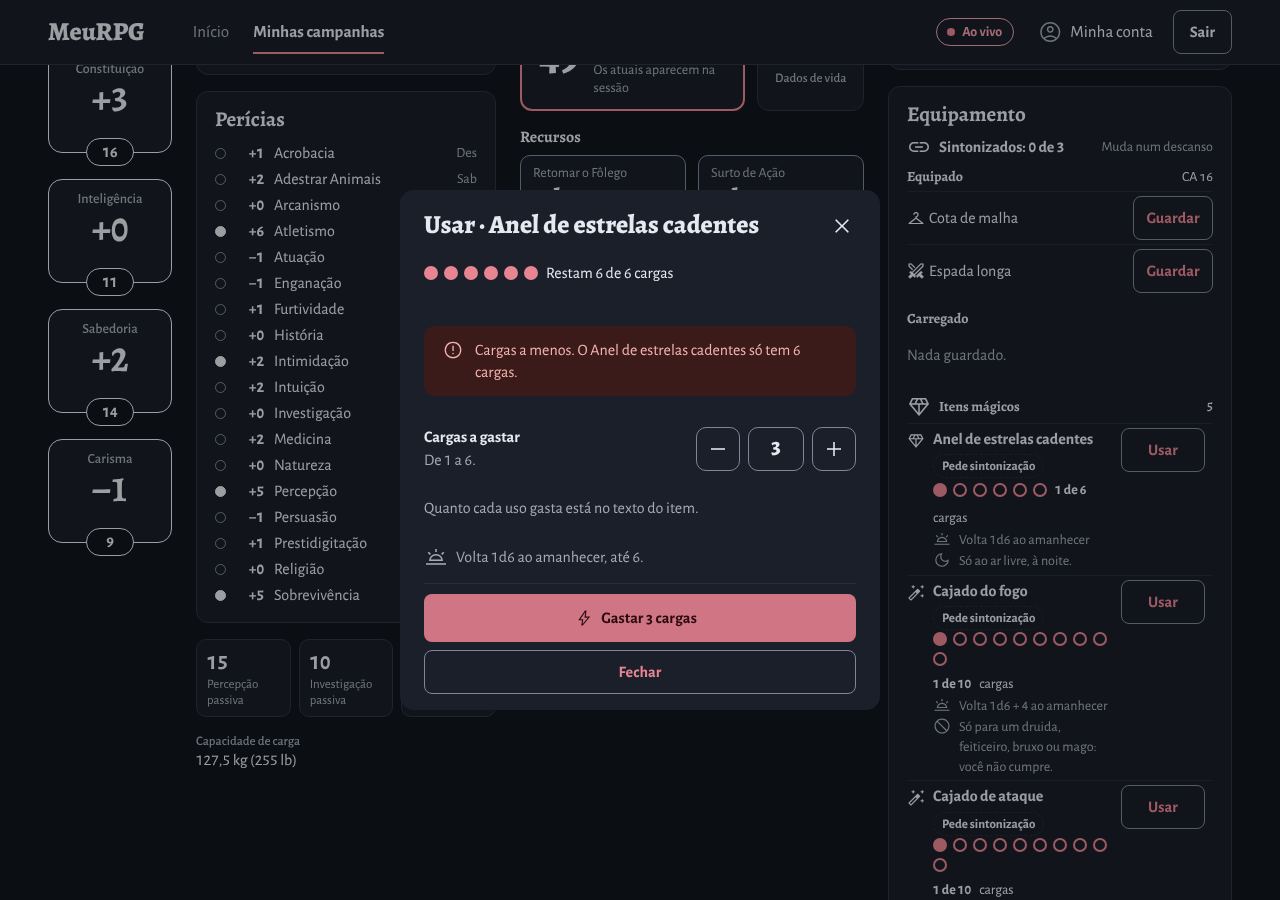 MeuRPG
Início
Minhas campanhas
Ao vivo
Minha conta
Sair
Constituição
+3
16
Inteligência
+0
11
Sabedoria
+2
14
Carisma
−1
9
Perícias
+1 Acrobacia Des
+2 Adestrar Animais Sab
+0 Arcanismo
+6 Atletismo
−1 Atuação
−1 Enganação
+1 Furtividade
+0 História
+2 Intimidação
+2 Intuição
+0 Investigação
+2 Medicina
+0 Natureza
+5 Percepção
−1 Persuasão
+1 Prestidigitação
+0 Religião
+5 Sobrevivência
15
Percepção
passiva
10
Investigação
passiva
Capacidade de carga
127,5 kg (255 lb)
Os atuais aparecem na
sessão
Dados de vida
Recursos
Retomar o Fôlego
Surto de Ação
Usar · Anel de estrelas cadentes
Restam 6 de 6 cargas
Cargas a menos. O Anel de estrelas cadentes só tem 6
cargas.
Cargas a gastar
De 1 a 6.
3
Quanto cada uso gasta está no texto do item.
Volta 1d6 ao amanhecer, até 6.
Gastar 3 cargas
Fechar
Equipamento
Sintonizados: 0 de 3
Muda num descanso
Equipado
CA 16
Cota de malha
Guardar
Espada longa
Guardar
Carregado
Nada guardado.
Itens mágicos
5
Anel de estrelas cadentes
Usar
Pede sintonização
1 de 6
cargas
Volta 1d6 ao amanhecer
Só ao ar livre, à noite.
Cajado do fogo
Usar
Pede sintonização
1 de 10 cargas
Volta 1d6 + 4 ao amanhecer
Só para um druida,
feiticeiro, bruxo ou mago:
você não cumpre.
Cajado de ataque
Usar
Pede sintonização
1 de 10 cargas